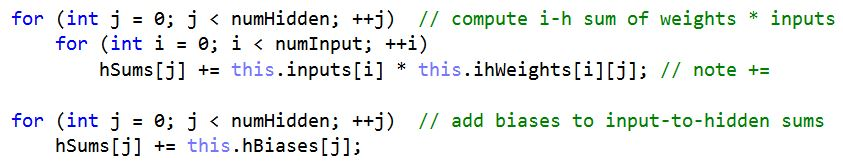 for (int j = 0; j < numHidden; ++j)  // compute i-h sum of weights * inputs
    for (int i = 0; i < numInput; ++i)
        hSums[j] += this.inputs[i] * this.ihWeights[i][j]; // note +=

for (int j = 0; j < numHidden; ++j)  // add biases to input-to-hidden sums
    hSums[j] += this.hBiases[j];